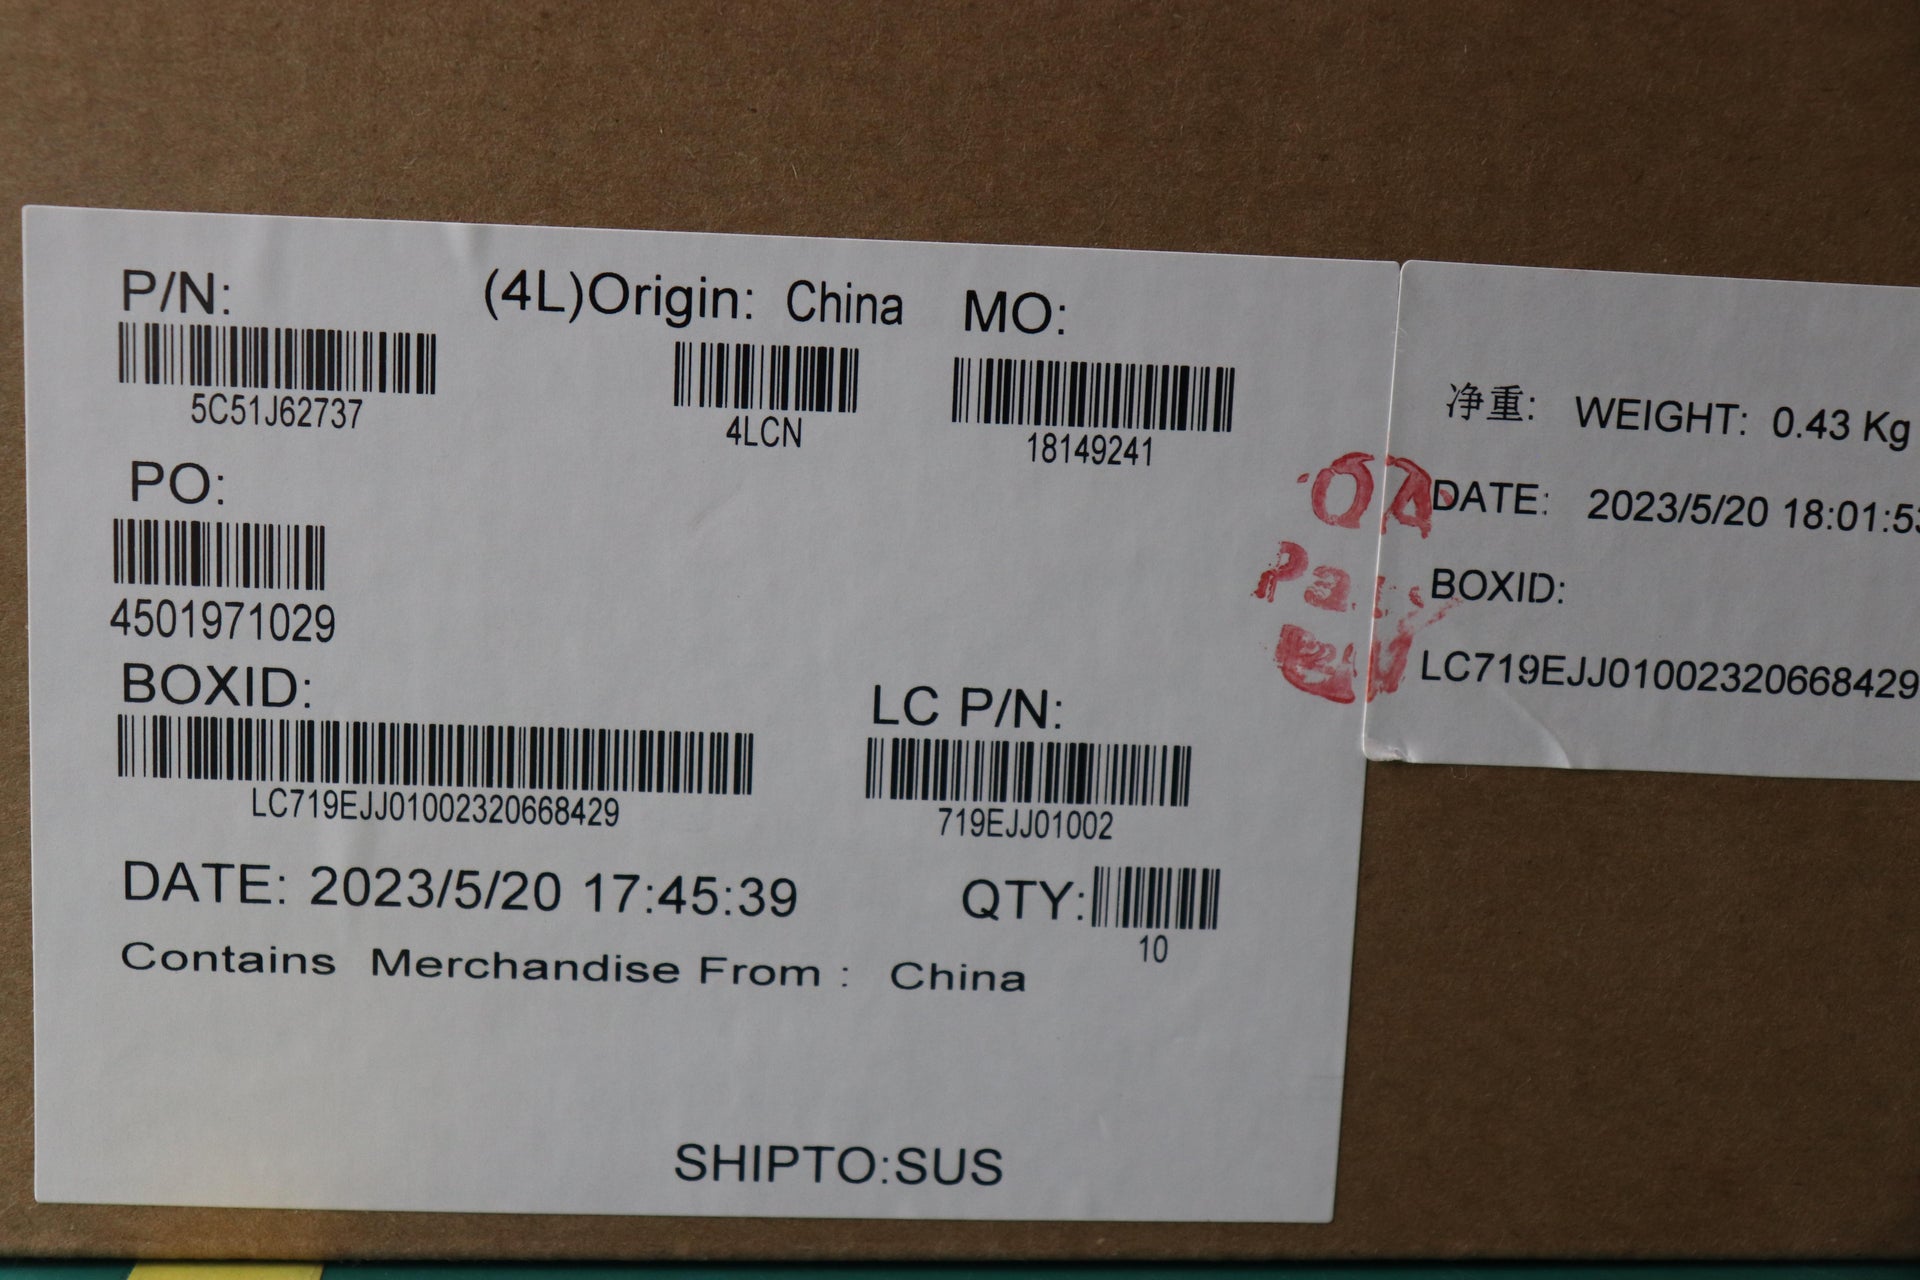 P/N:
(4L)Origin: China
MO:
5C51J62737
4LCN
18149241
PO:
4501971029
BOXID:
LC P/N:
LC719EJJ01002320668429
719EJJ01002
DATE: 2023/5/20 17:45:39
QTY:
10
Contains Merchandise From : China
SHIPTO:SUS
净重: WEIGHT: 0.43 Kg
DATE: 2023/5/20 18:01:53
BOXID:
LC719EJJ01002320668429
QA